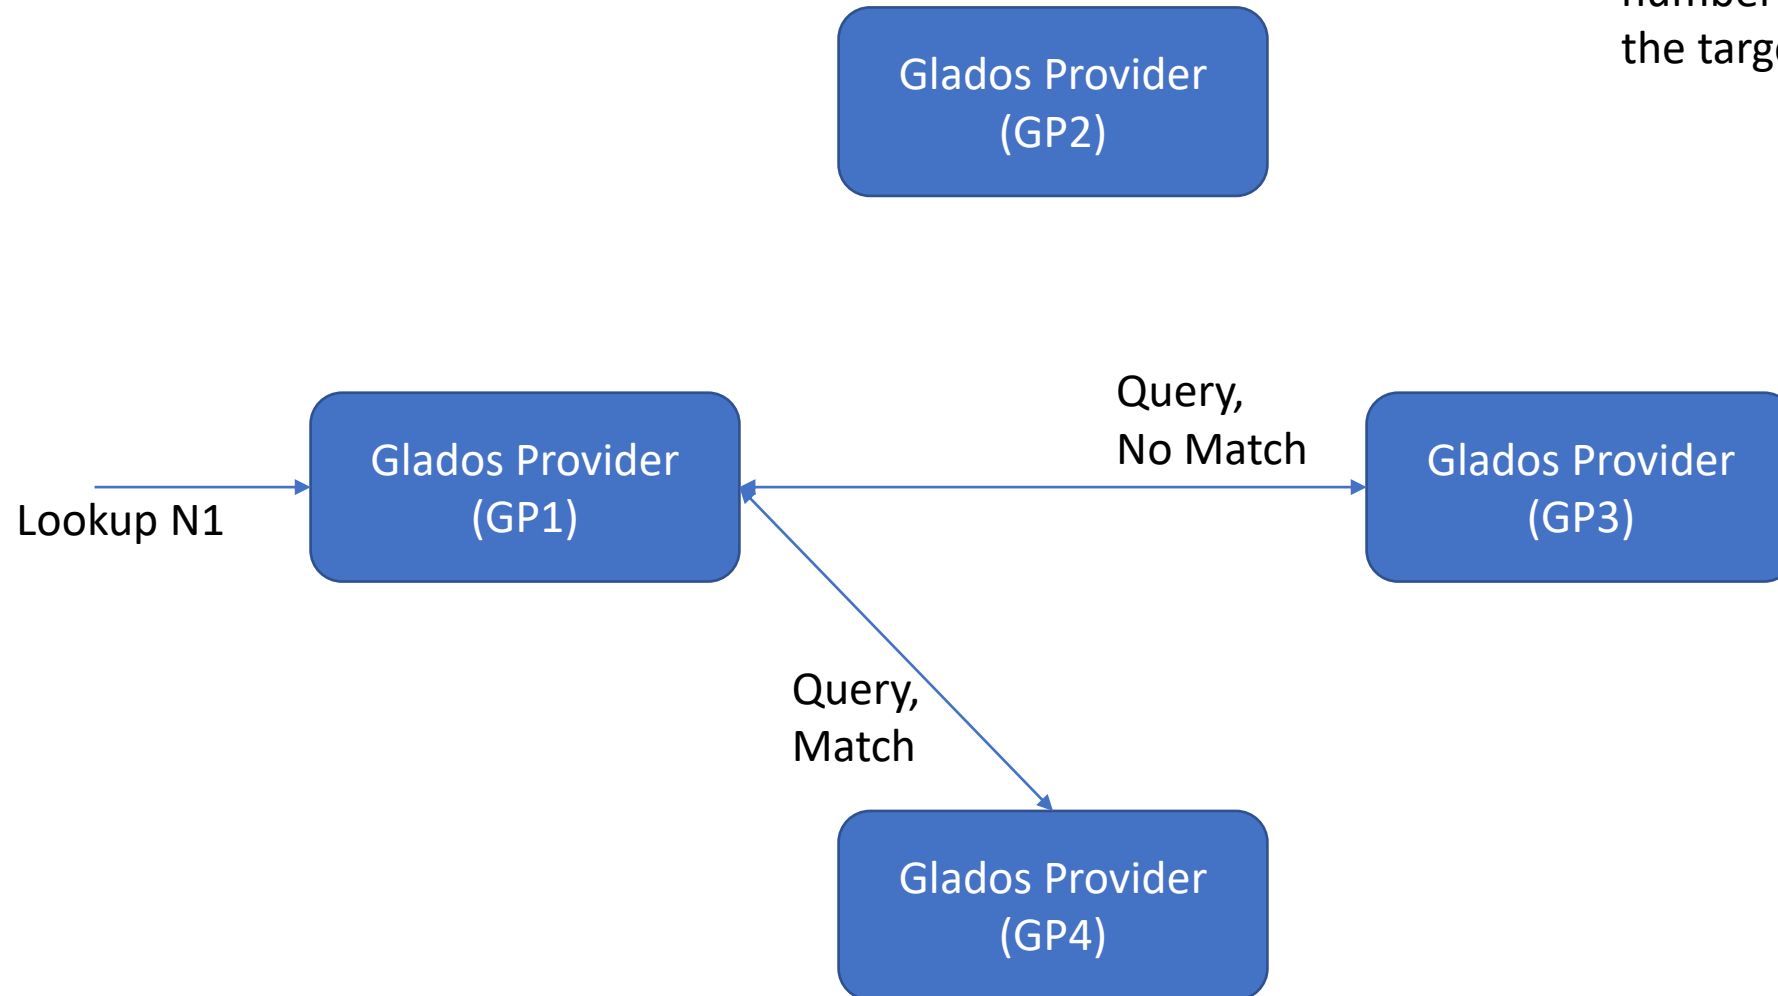 the
Glados Provider
(GP2)
Query,
No Match
Glados Provider
(GP1)
Glados Provider
(GP3)
Lookup N1
Query,
Match
Glados Provider
(GP4)